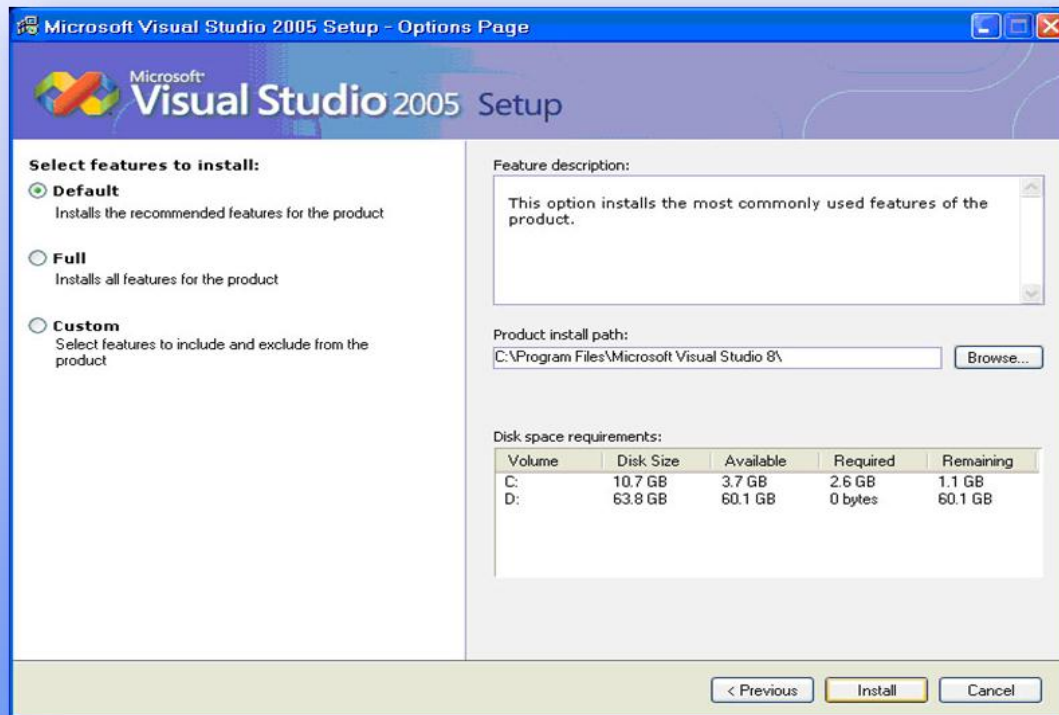 Microsoft Visual Studio 2005 Setup - Options Page
Microsoft
Visual Studio 2005 Setup
Select features to install:
Default
Installs the recommended features for the product
Full
Installs all features for the product
Custom
Select features to include and exclude from the
product
Feature description:
This option installs the most commonly used features of the
product.
Product install path:
C:\Program Files\Microsoft Visual Studio 8\
Browse...
Disk space requirements:
Volume Disk Size Available Required Remaining
C: 10.7 GB 3.7 GB 2.6 GB 1.1 GB
D: 63.8 GB 60.1 GB 0 bytes 60.1 GB
< Previous Install Cancel